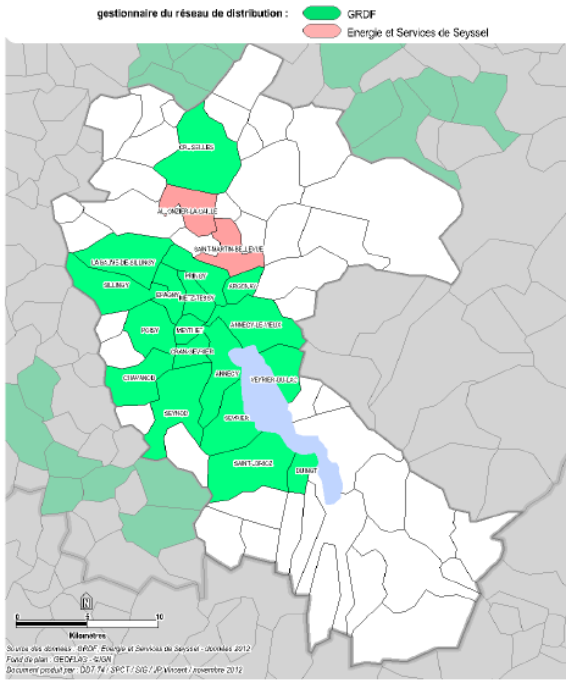 gestionnaire du réseau de distribution :
GRDF
Energie et Services de Seyssel
CRUSEILLES
ALLONZIER-LA-CAILLE
SAINT-MARTIN-BELLEVUE
LA BALME-DE-SILLINGY
PRINGY
SILLINGY
ARGONAY
EPAGNY
METZ-TESSY
POISY
MEYTHET
ANNECY-LE-VIEUX
CRAN-GEVRIER
CHAVANOD
ANNECY
VEYRIER-DU-LAC
SEYNOD
SEVRIER
SAINT-JORIOZ
DUINGT
N
0 5 10
Kilomètres
Source des données : GRDF, Energie et Services de Seyssel - données 2012
Fond de plan : GEOFLA® - ©IGN
Document produit par : DDT 74 / SPCT / SIG / JP Vincent / novembre 2012